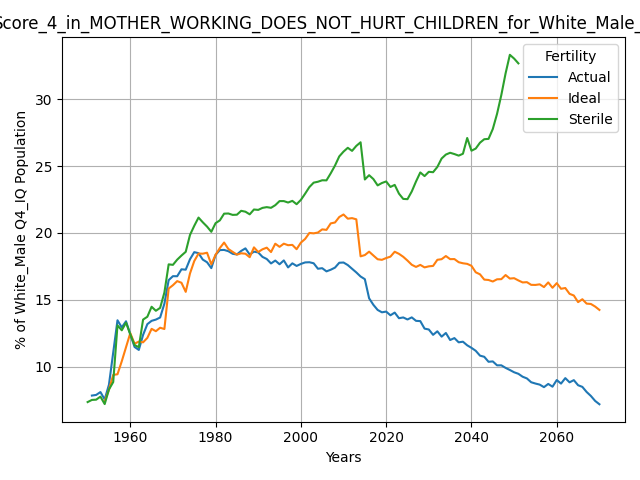 Score_4_in_MOTHER_WORKING_DOES_NOT_HURT_CHILDREN_for_White_Male_
Fertility
Actual
Ideal
Sterile
% of White_Male Q4_IQ Population
30
25
20
15
10
1960
1980
2000
2020
2040
2060
Years